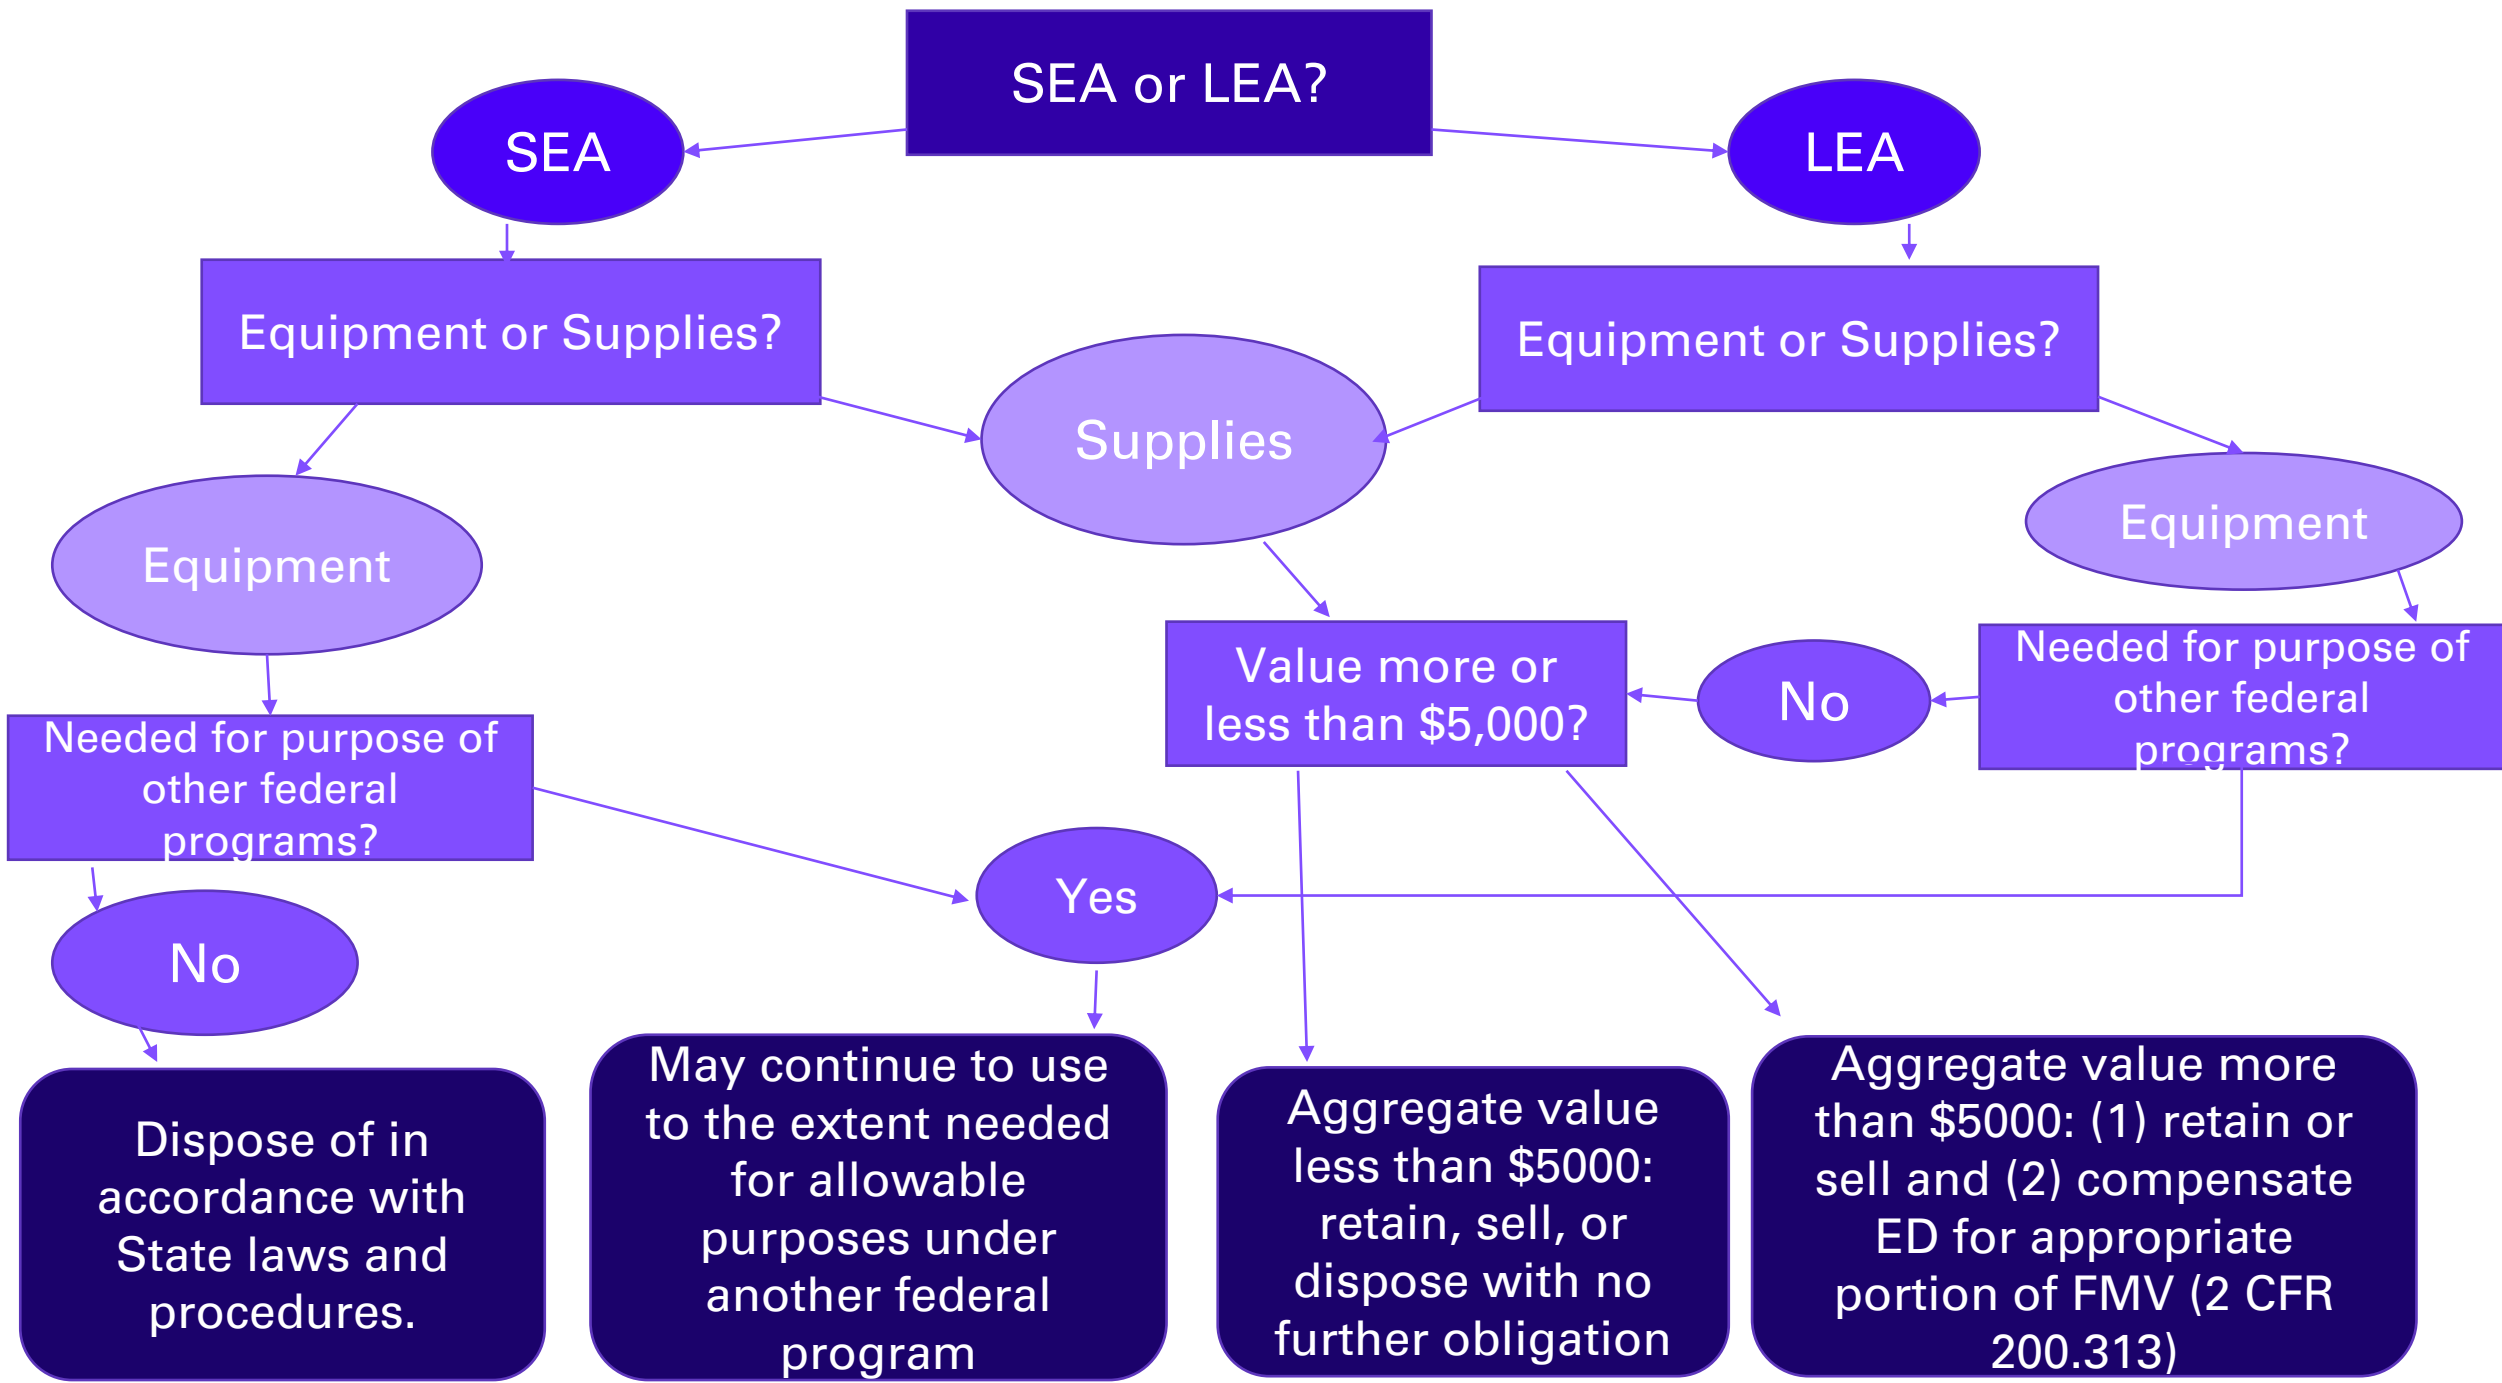 SEA or LEA?
SEA
LEA
Equipment or Supplies?
Equipment or Supplies?
Supplies
Equipment
Equipment
Needed for purpose of
other federal
programs?
No
Value more or
less than $5,000?
Needed for purpose of
other federal
programs?
Yes
No
Dispose of in
accordance with
State laws and
procedures.
May continue to use
to the extent needed
for allowable
purposes under
another federal
program
Aggregate value
less than $5000:
retain, sell, or
dispose with no
further obligation
Aggregate value more
than $5000: (1) retain or
sell and (2) compensate
ED for appropriate
portion of FMV (2 CFR
200.313)